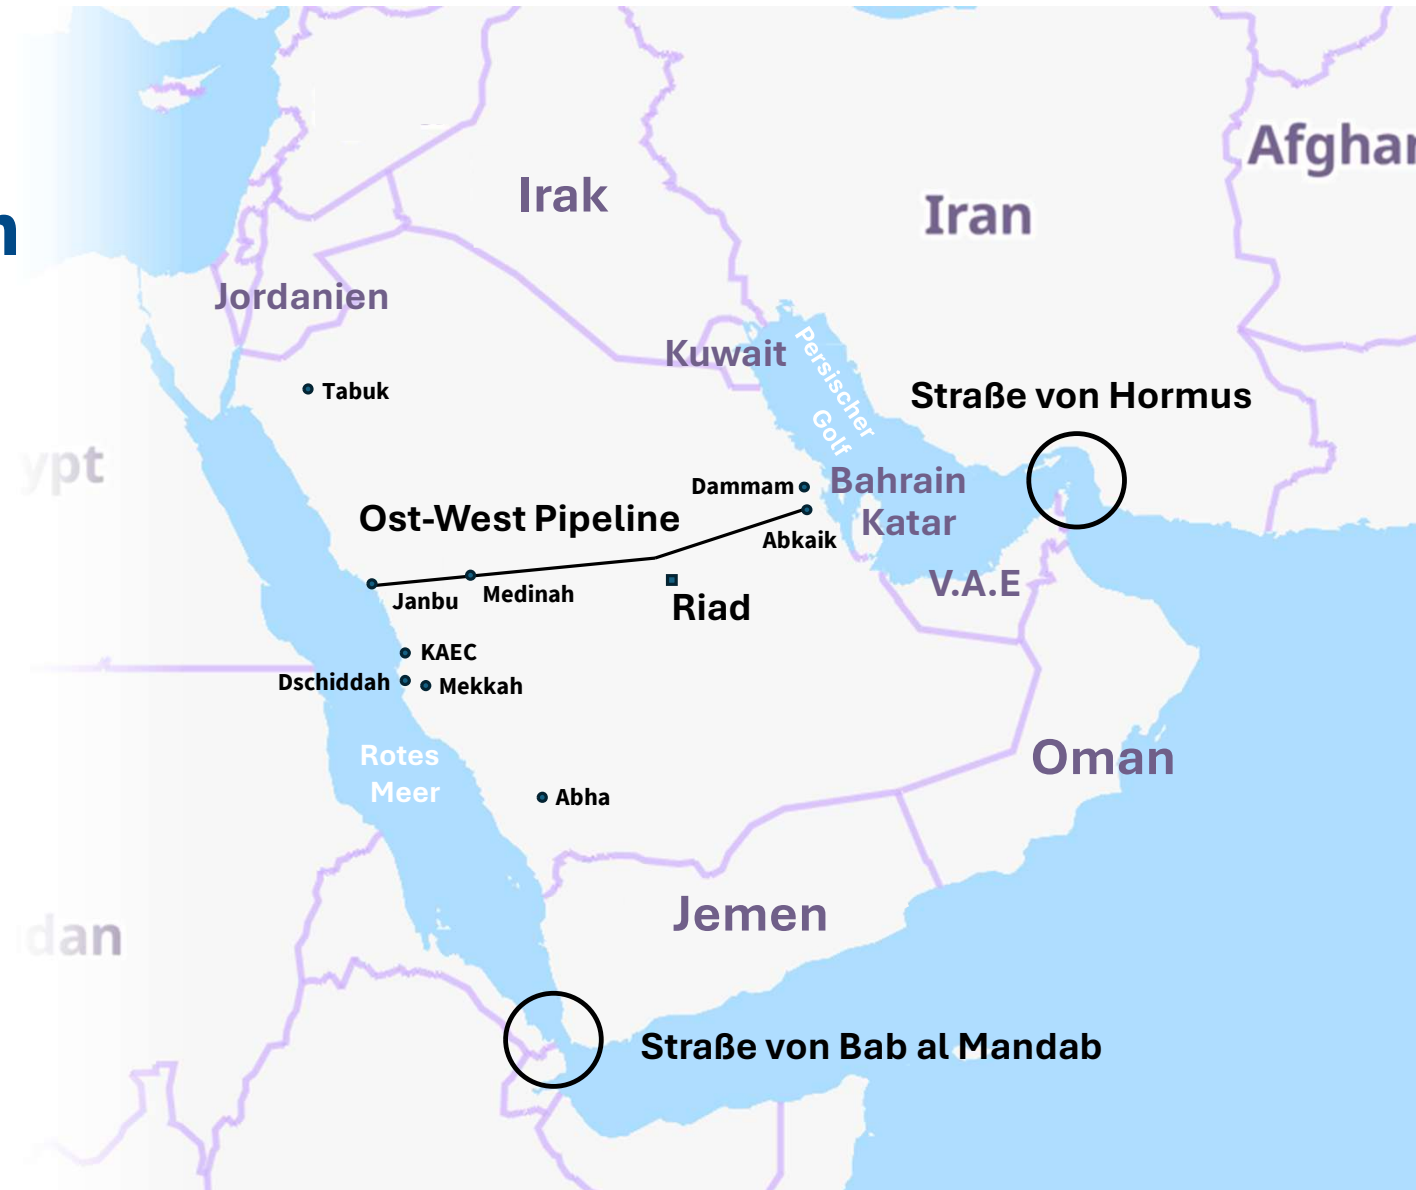 Afghan
Irak
Iran
n
Jordanien
Kuwait
Persischer
Golf
Tabuk
Straße von Hormus
ypt
Dammam
Bahrain
Katar
Ost-West Pipeline
Abkaik
V.A.E
Janbu
Medinah
Riad
KAEC
Dschiddah
Mekkah
Rotes
Meer
Oman
Abha
Jemen
dan
Straße von Bab al Mandab